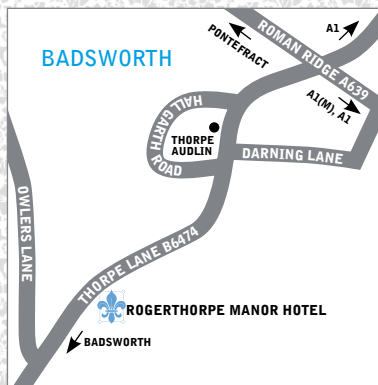 BADSWORTH
PONTEFRACT
ROMAN RIDGE A639
A1
A1(M), A1
HALL GARTH
ROAD
THORPE
AUDLIN
DARNING LANE
OWLERS LANE
THORPE LANE B6474
ROGERTHORPE MANOR HOTEL
BADSWORTH